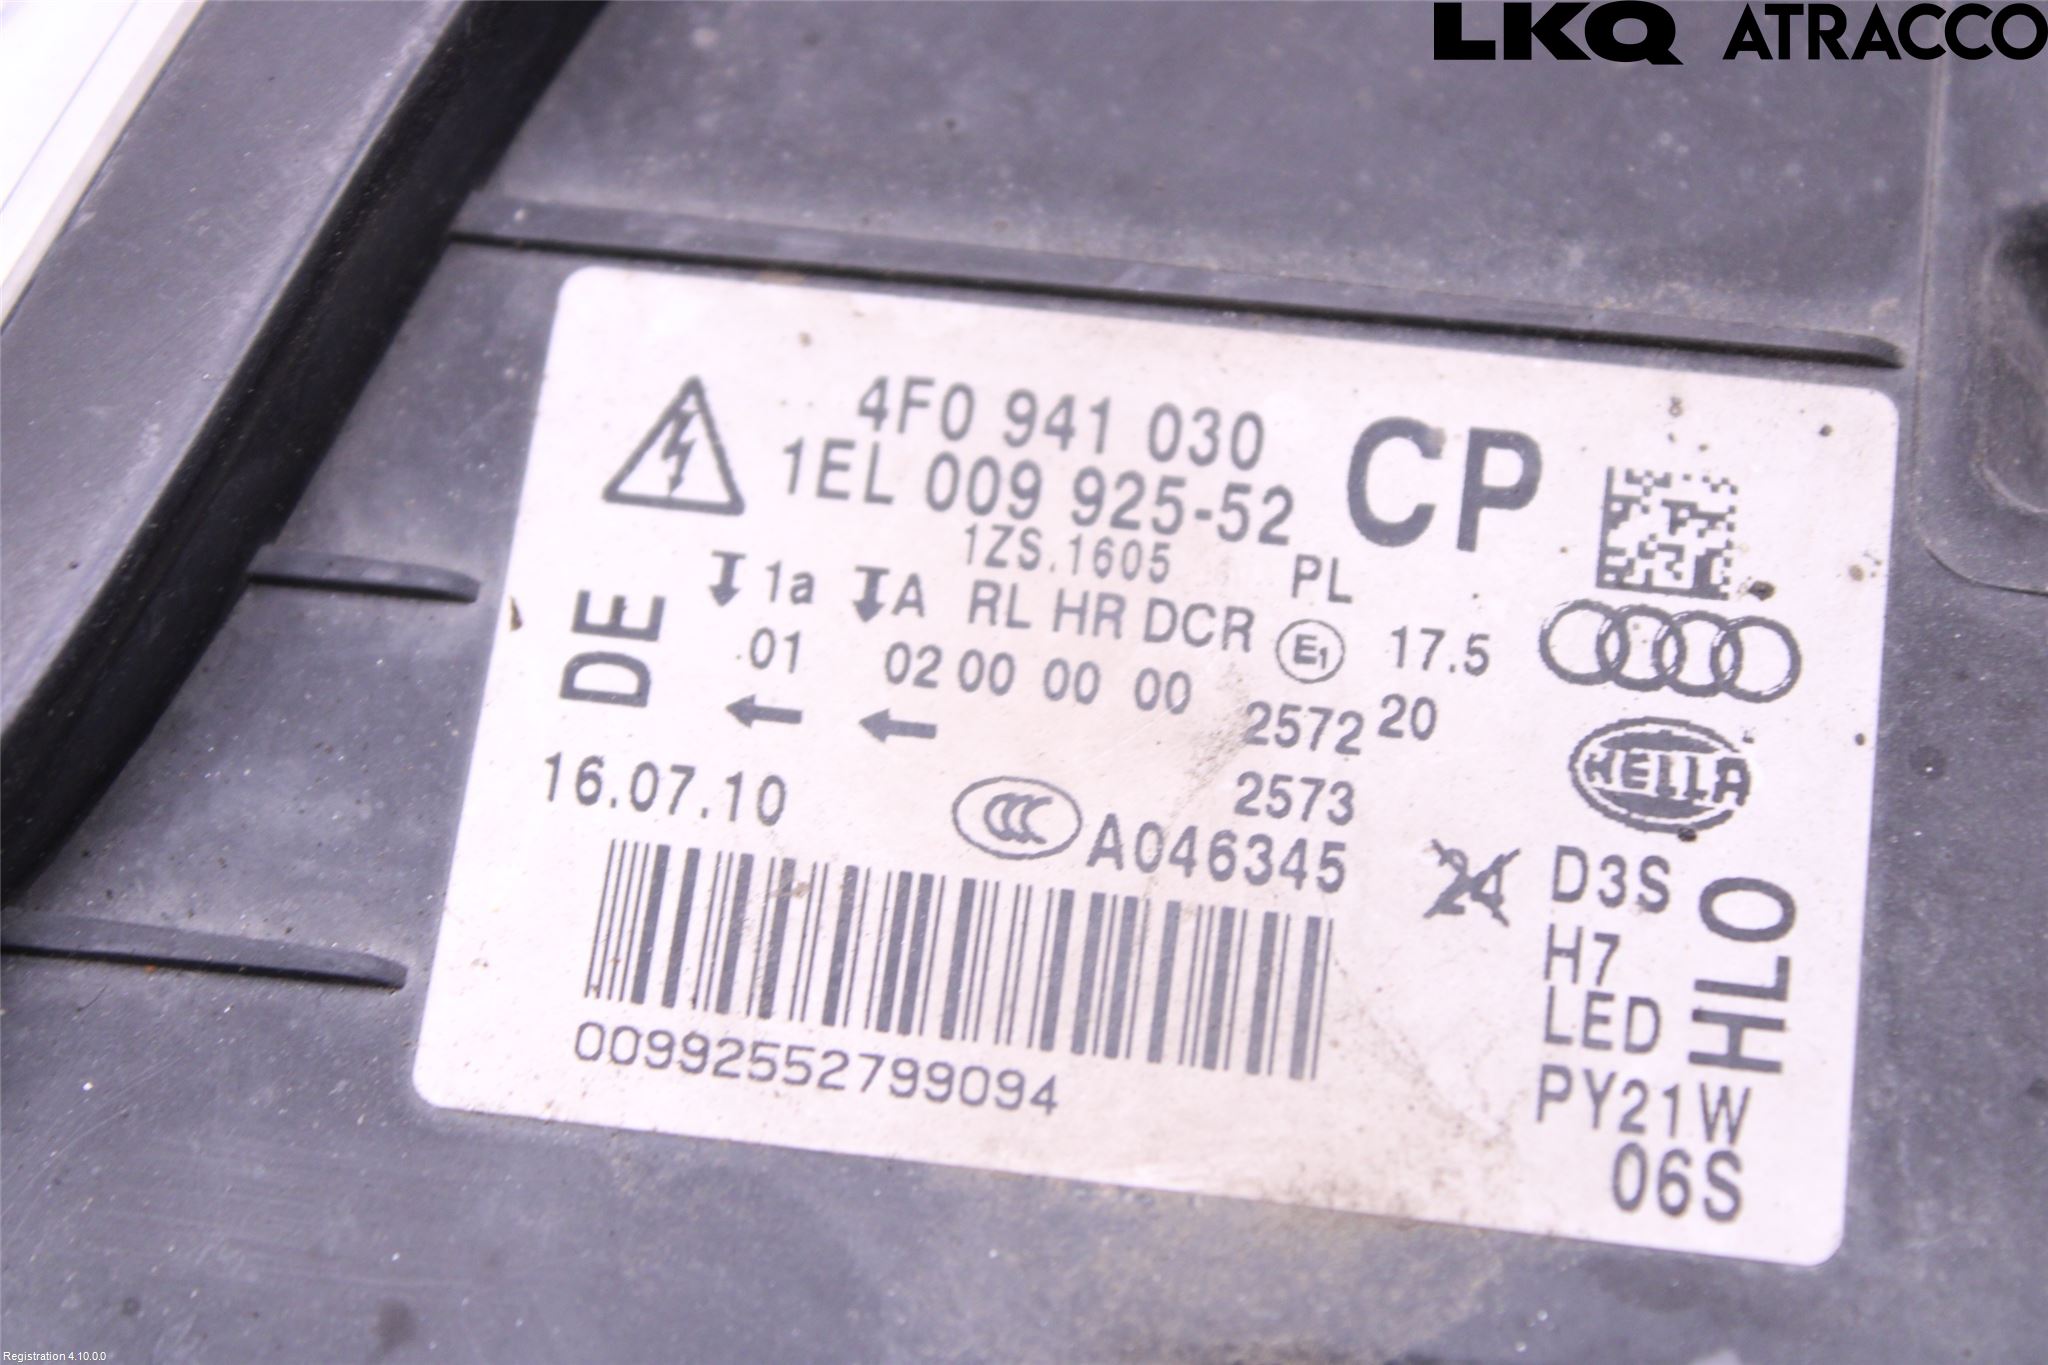 LKQ ATRACCO
4F0 941 030 CP
1EL 009 925-52
1ZS.1605
DE
1a A RL HR DCR PL
01 02 00 00 00 E1 17.5
2572 20
16.07.10 2573
CCC A046345
HELLA
24 D3S
H7
LED
PY21W
06S
HLO
00992552799094
Registration 4.10.0.0